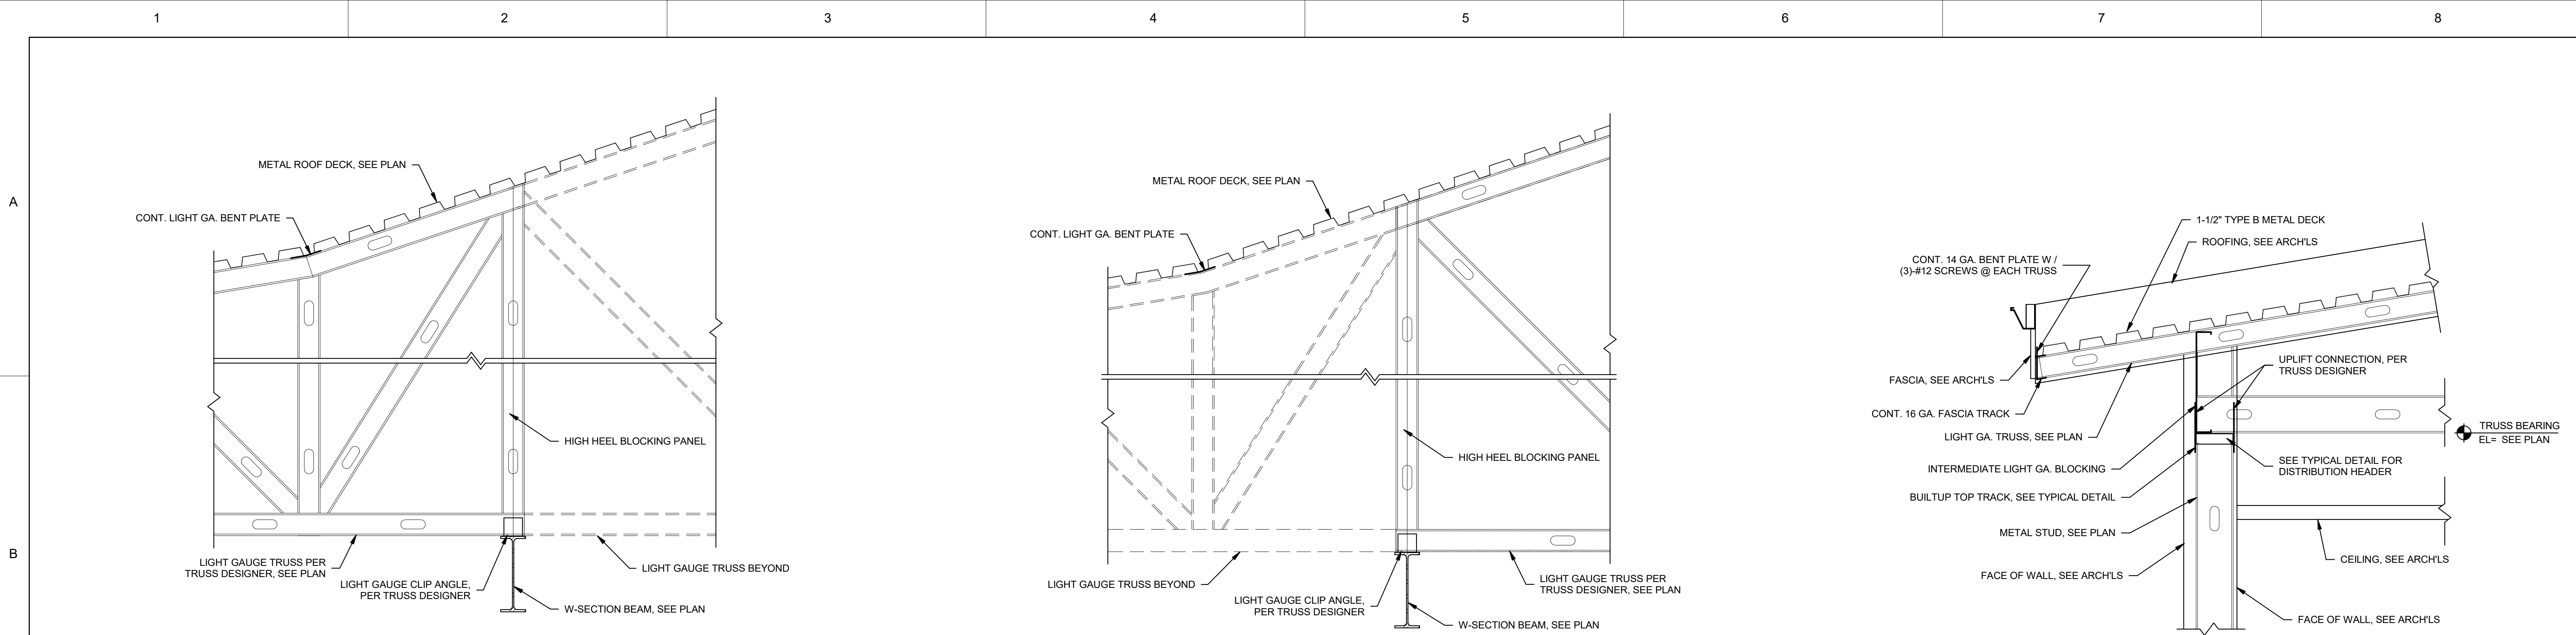 1
2
3
4
5
6
7
8
A
B
METAL ROOF DECK, SEE PLAN
CONT. LIGHT GA. BENT PLATE
HIGH HEEL BLOCKING PANEL
LIGHT GAUGE TRUSS PER
TRUSS DESIGNER, SEE PLAN
LIGHT GAUGE CLIP ANGLE,
PER TRUSS DESIGNER
LIGHT GAUGE TRUSS BEYOND
W-SECTION BEAM, SEE PLAN
METAL ROOF DECK, SEE PLAN
CONT. LIGHT GA. BENT PLATE
HIGH HEEL BLOCKING PANEL
LIGHT GAUGE TRUSS BEYOND
LIGHT GAUGE CLIP ANGLE,
PER TRUSS DESIGNER
LIGHT GAUGE TRUSS PER
TRUSS DESIGNER, SEE PLAN
W-SECTION BEAM, SEE PLAN
1-1/2" TYPE B METAL DECK
ROOFING, SEE ARCH'LS
CONT. 14 GA. BENT PLATE W /
(3)-#12 SCREWS @ EACH TRUSS
FASCIA, SEE ARCH'LS
CONT. 16 GA. FASCIA TRACK
LIGHT GA. TRUSS, SEE PLAN
INTERMEDIATE LIGHT GA. BLOCKING
BUILTUP TOP TRACK, SEE TYPICAL DETAIL
METAL STUD, SEE PLAN
FACE OF WALL, SEE ARCH'LS
UPLIFT CONNECTION, PER
TRUSS DESIGNER
TRUSS BEARING
EL= SEE PLAN
SEE TYPICAL DETAIL FOR
DISTRIBUTION HEADER
CEILING, SEE ARCH'LS
FACE OF WALL, SEE ARCH'LS